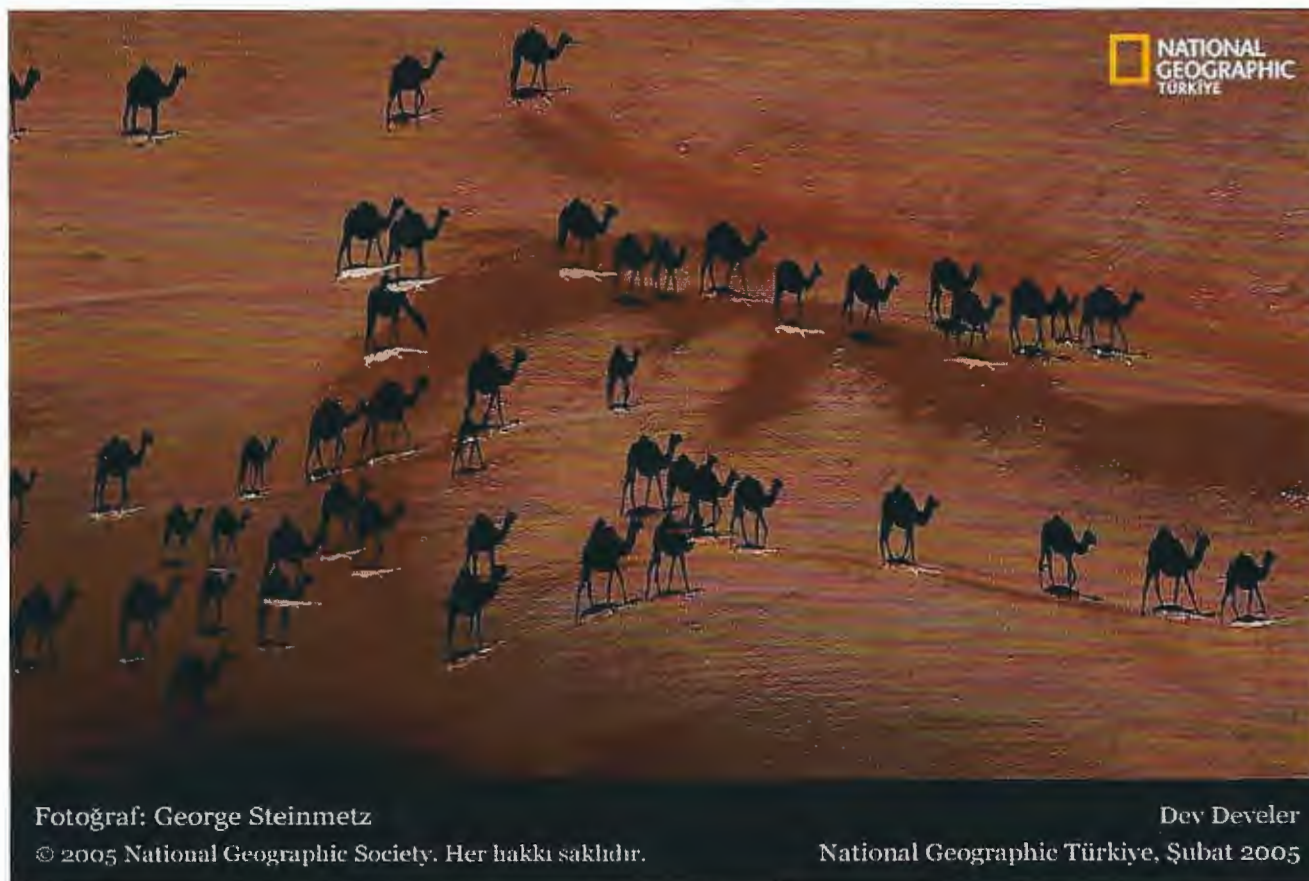 NATIONAL
GEOGRAPHIC
TÜRKİYE
Fotoğraf: George Steinmetz
Dev Develer
© 2005 National Geographic Society. Her hakkı saklıdır.
National Geographic Türkiye, Şubat 2005